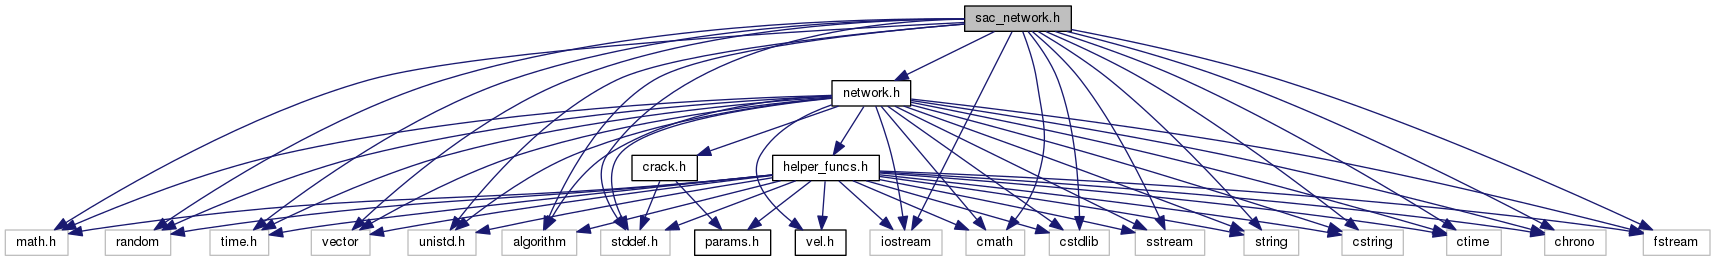 sac_network.h
network.h
crack.h
helper_funcs.h
math.h
random
time.h
vector
unistd.h
algorithm
stddef.h
params.h
vel.h
iostream
cmath
cstdlib
sstream
string
cstring
ctime
chrono
fstream